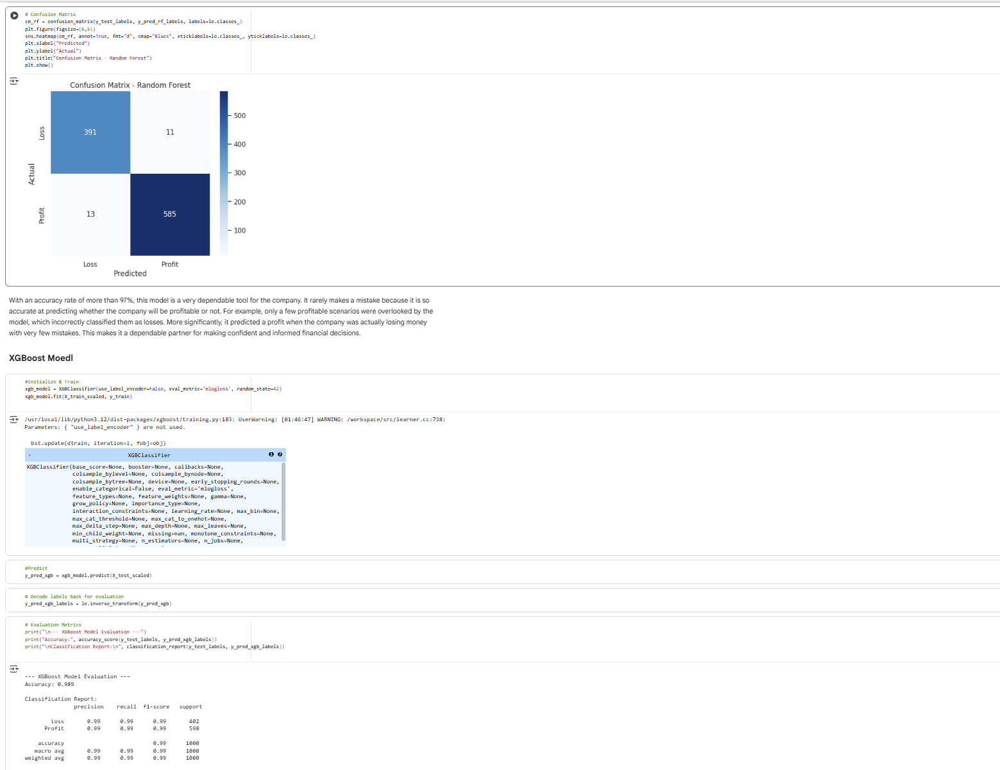 # Confusion Matrix
cm_rf = confusion_matrix(y_test_labels, y_pred_rf_labels, labels=le.classes_)
plt.figure(figsize=(6,5))
sns.heatmap(cm_rf, annot=True, fmt="d", cmap="Blues", xticklabels=le.classes_, yticklabels=le.classes_)
plt.xlabel("Predicted")
plt.ylabel("Actual")
plt.title("Confusion Matrix - Random Forest")
plt.show()
Confusion Matrix - Random Forest
Loss
Profit
Actual
391
11
13
585
Loss
Profit
Predicted
500
400
300
200
100
With an accuracy rate of more than 97%, this model is a very dependable tool for the company. It rarely makes a mistake because it is so
accurate at predicting whether the company will be profitable or not. For example, only a few profitable scenarios were overlooked by the
model, which incorrectly classified them as losses. More significantly, it predicted a profit when the company was actually losing money
with very few mistakes. This makes it a dependable partner for making confident and informed financial decisions.
XGBoost Moedl
#Initialize & Train
xgb_model = XGBClassifier(use_label_encoder=False, eval_metric='mlogloss', random_state=42)
xgb_model.fit(X_train_scaled, y_train)
/usr/local/lib/python3.12/dist-packages/xgboost/training.py:183: UserWarning: [01:46:47] WARNING: /workspace/src/learner.cc:738:
Parameters: { "use_label_encoder" } are not used.
bst.update(dtrain, iteration=i, fobj=obj)
XGBClassifier
XGBClassifier(base_score=None, booster=None, callbacks=None,
colsample_bylevel=None, colsample_bynode=None,
colsample_bytree=None, device=None, early_stopping_rounds=None,
enable_categorical=False, eval_metric='mlogloss',
feature_types=None, feature_weights=None, gamma=None,
grow_policy=None, importance_type=None,
interaction_constraints=None, learning_rate=None, max_bin=None,
max_cat_threshold=None, max_cat_to_onehot=None,
max_delta_step=None, max_depth=None, max_leaves=None,
min_child_weight=None, missing=nan, monotone_constraints=None,
multi_strategy=None, n_estimators=None, n_jobs=None,
#Predict
y_pred_xgb = xgb_model.predict(X_test_scaled)
# Decode labels back for evaluation
y_pred_xgb_labels = le.inverse_transform(y_pred_xgb)
# Evaluation Metrics
print("\n--- XGBoost Model Evaluation ---")
print("Accuracy:", accuracy_score(y_test_labels, y_pred_xgb_labels))
print("\nClassification Report:\n", classification_report(y_test_labels, y_pred_xgb_labels))
--- XGBoost Model Evaluation ---
Accuracy: 0.989
Classification Report:
precision recall f1-score support
Loss 0.99 0.99 0.99 402
Profit 0.99 0.99 0.99 598
accuracy 0.99 1000
macro avg 0.99 0.99 0.99 1000
weighted avg 0.99 0.99 0.99 1000